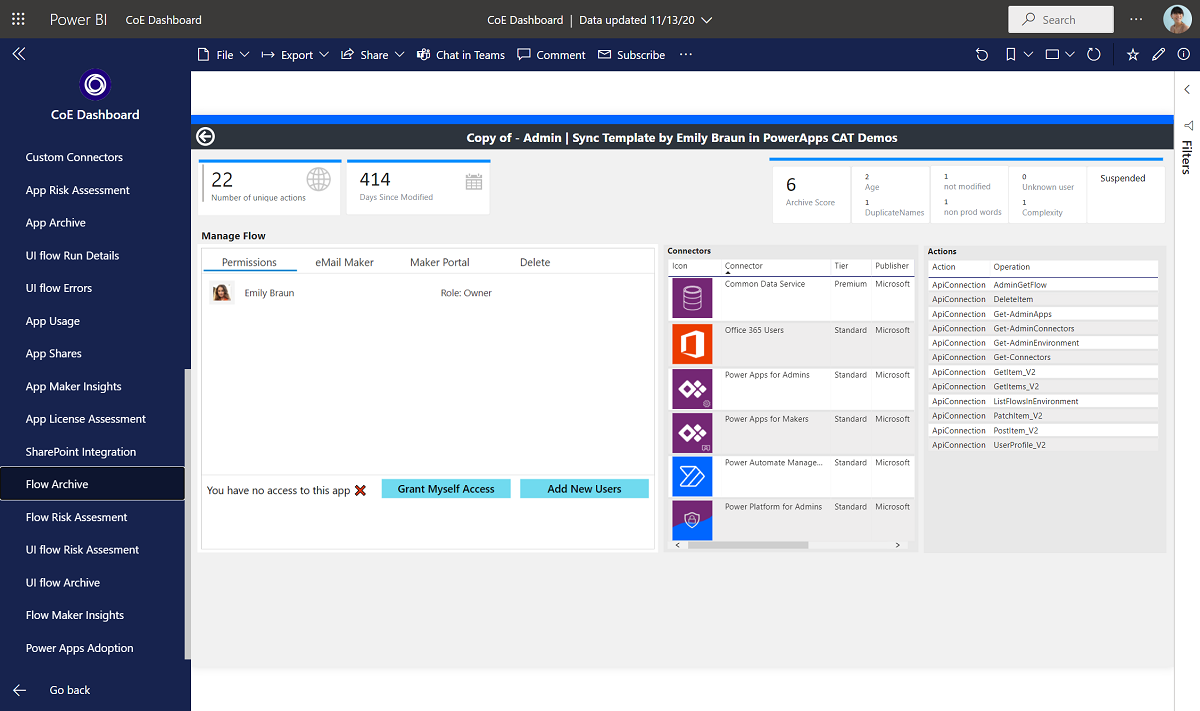 Power BI CoE Dashboard CoE Dashboard | Data updated 11/13/20 Search
File Export Share Chat in Teams Comment Subscribe
CoE Dashboard
Custom Connectors
App Risk Assessment
App Archive
UI flow Run Details
UI flow Errors
App Usage
App Shares
App Maker Insights
App License Assessment
SharePoint Integration
Flow Archive
Flow Risk Assesment
UI flow Risk Assesment
UI flow Archive
Flow Maker Insights
Power Apps Adoption
Go back
Copy of - Admin | Sync Template by Emily Braun in PowerApps CAT Demos
22
Number of unique actions
414
Days Since Modified
6
Archive Score
2
Age
1
DuplicateNames
1
not modified
1
non prod words
0
Unknown user
1
Complexity
Suspended
Manage Flow
Permissions eMail Maker Maker Portal Delete
Emily Braun Role: Owner
You have no access to this app Grant Myself Access Add New Users
Connectors
Icon Connector Tier Publisher
Common Data Service Premium Microsoft
Office 365 Users Standard Microsoft
Power Apps for Admins Standard Microsoft
Power Apps for Makers Standard Microsoft
Power Automate Manage... Standard Microsoft
Power Platform for Admins Standard Microsoft
Actions
Action Operation
ApiConnection AdminGetFlow
ApiConnection DeleteItem
ApiConnection Get-AdminApps
ApiConnection Get-AdminConnectors
ApiConnection Get-AdminEnvironment
ApiConnection Get-Connectors
ApiConnection GetItem_V2
ApiConnection GetItems_V2
ApiConnection ListFlowsInEnvironment
ApiConnection PatchItem_V2
ApiConnection PostItem_V2
ApiConnection UserProfile_V2
Filters